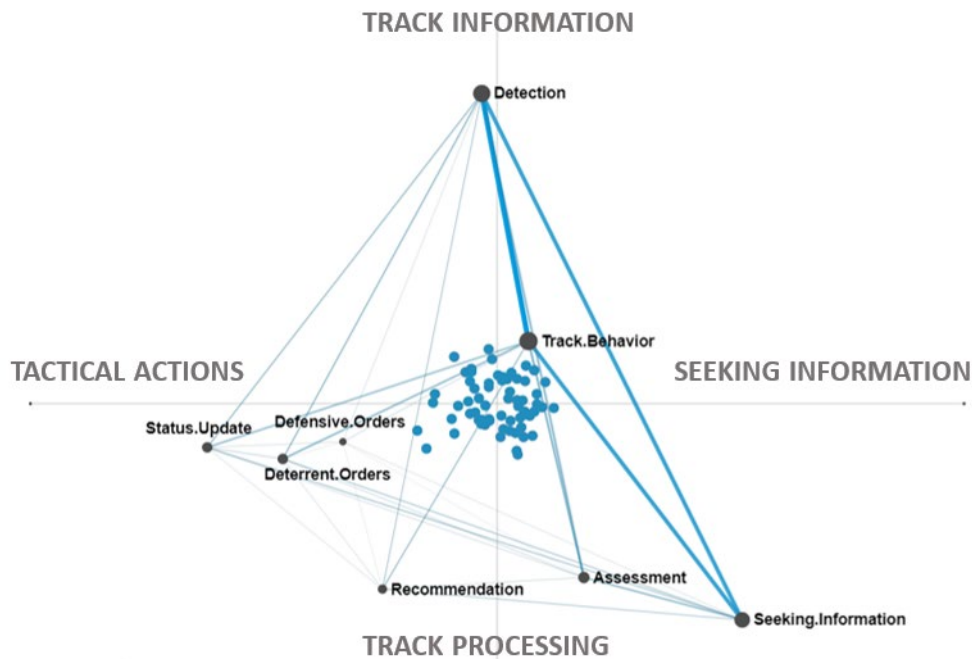 TRACK INFORMATION
Detection
Track.Behavior
TACTICAL ACTIONS
SEEKING INFORMATION
Status.Update
Defensive.Orders
Deterrent.Orders
Recommendation
Assessment
Seeking.Information
TRACK PROCESSING